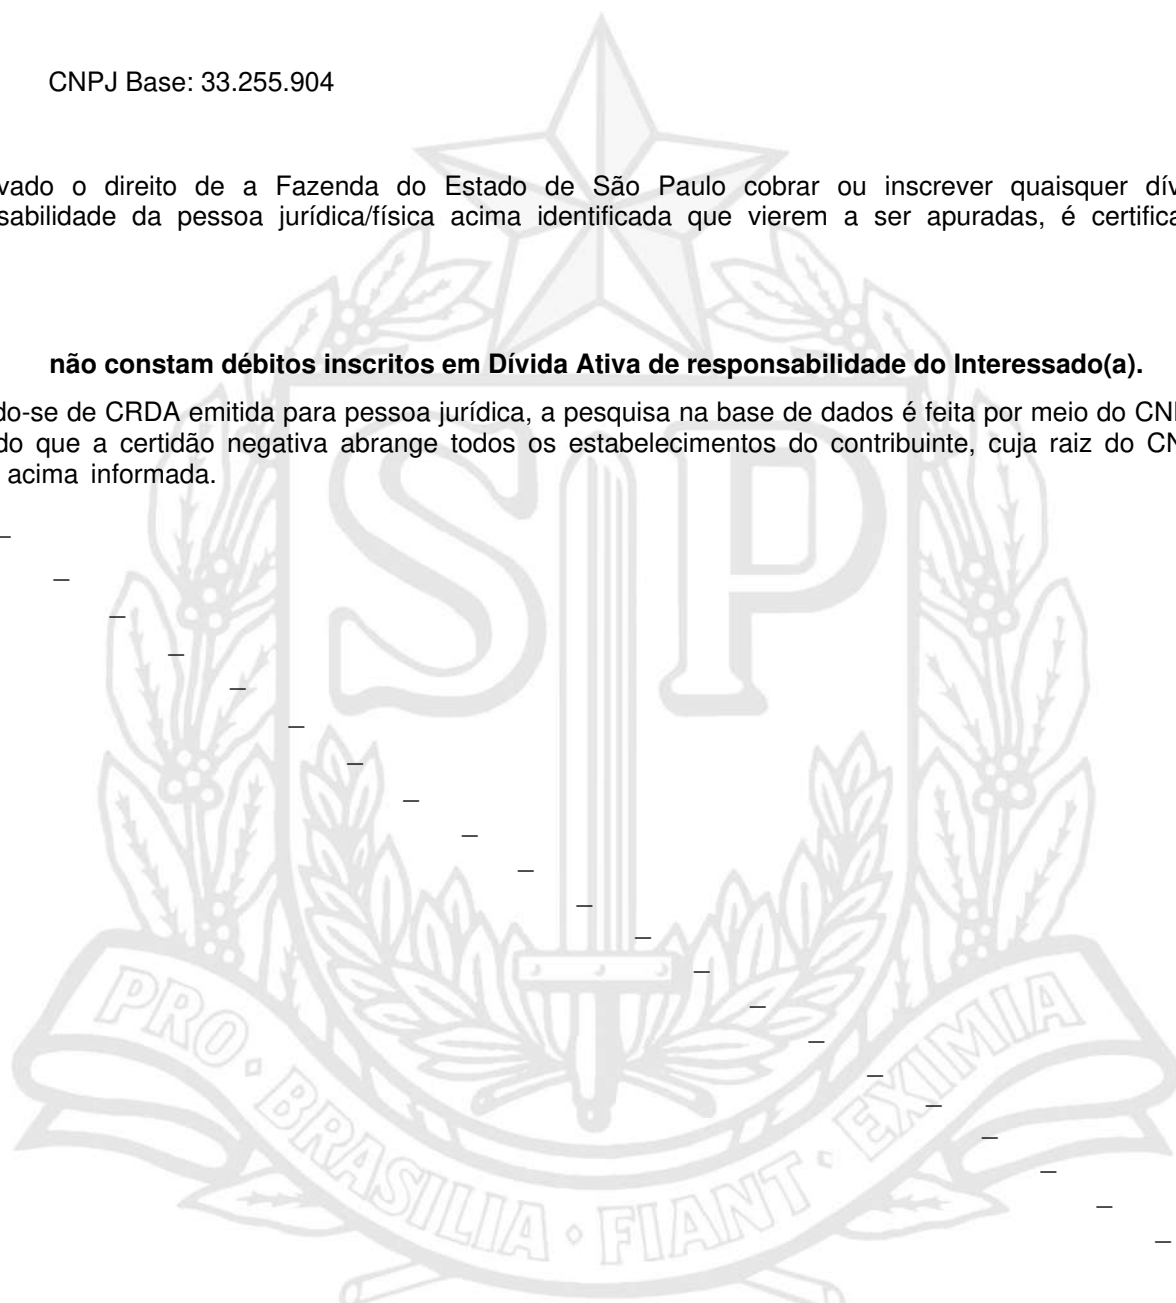 CNPJ Base: 33.255.904
vado o direito de a Fazenda do Estado de São Paulo cobrar ou inscrever quaisquer dív
sabilidade da pessoa jurídica/física acima identificada que vierem a ser apuradas, é certifica
não constam débitos inscritos em Dívida Ativa de responsabilidade do Interessado(a).
do-se de CRDA emitida para pessoa jurídica, a pesquisa na base de dados é feita por meio do CN
do que a certidão negativa abrange todos os estabelecimentos do contribuinte, cuja raiz do CN
acima informada.
SP
PRO · BRASILIA · FIANT · EXIMIA